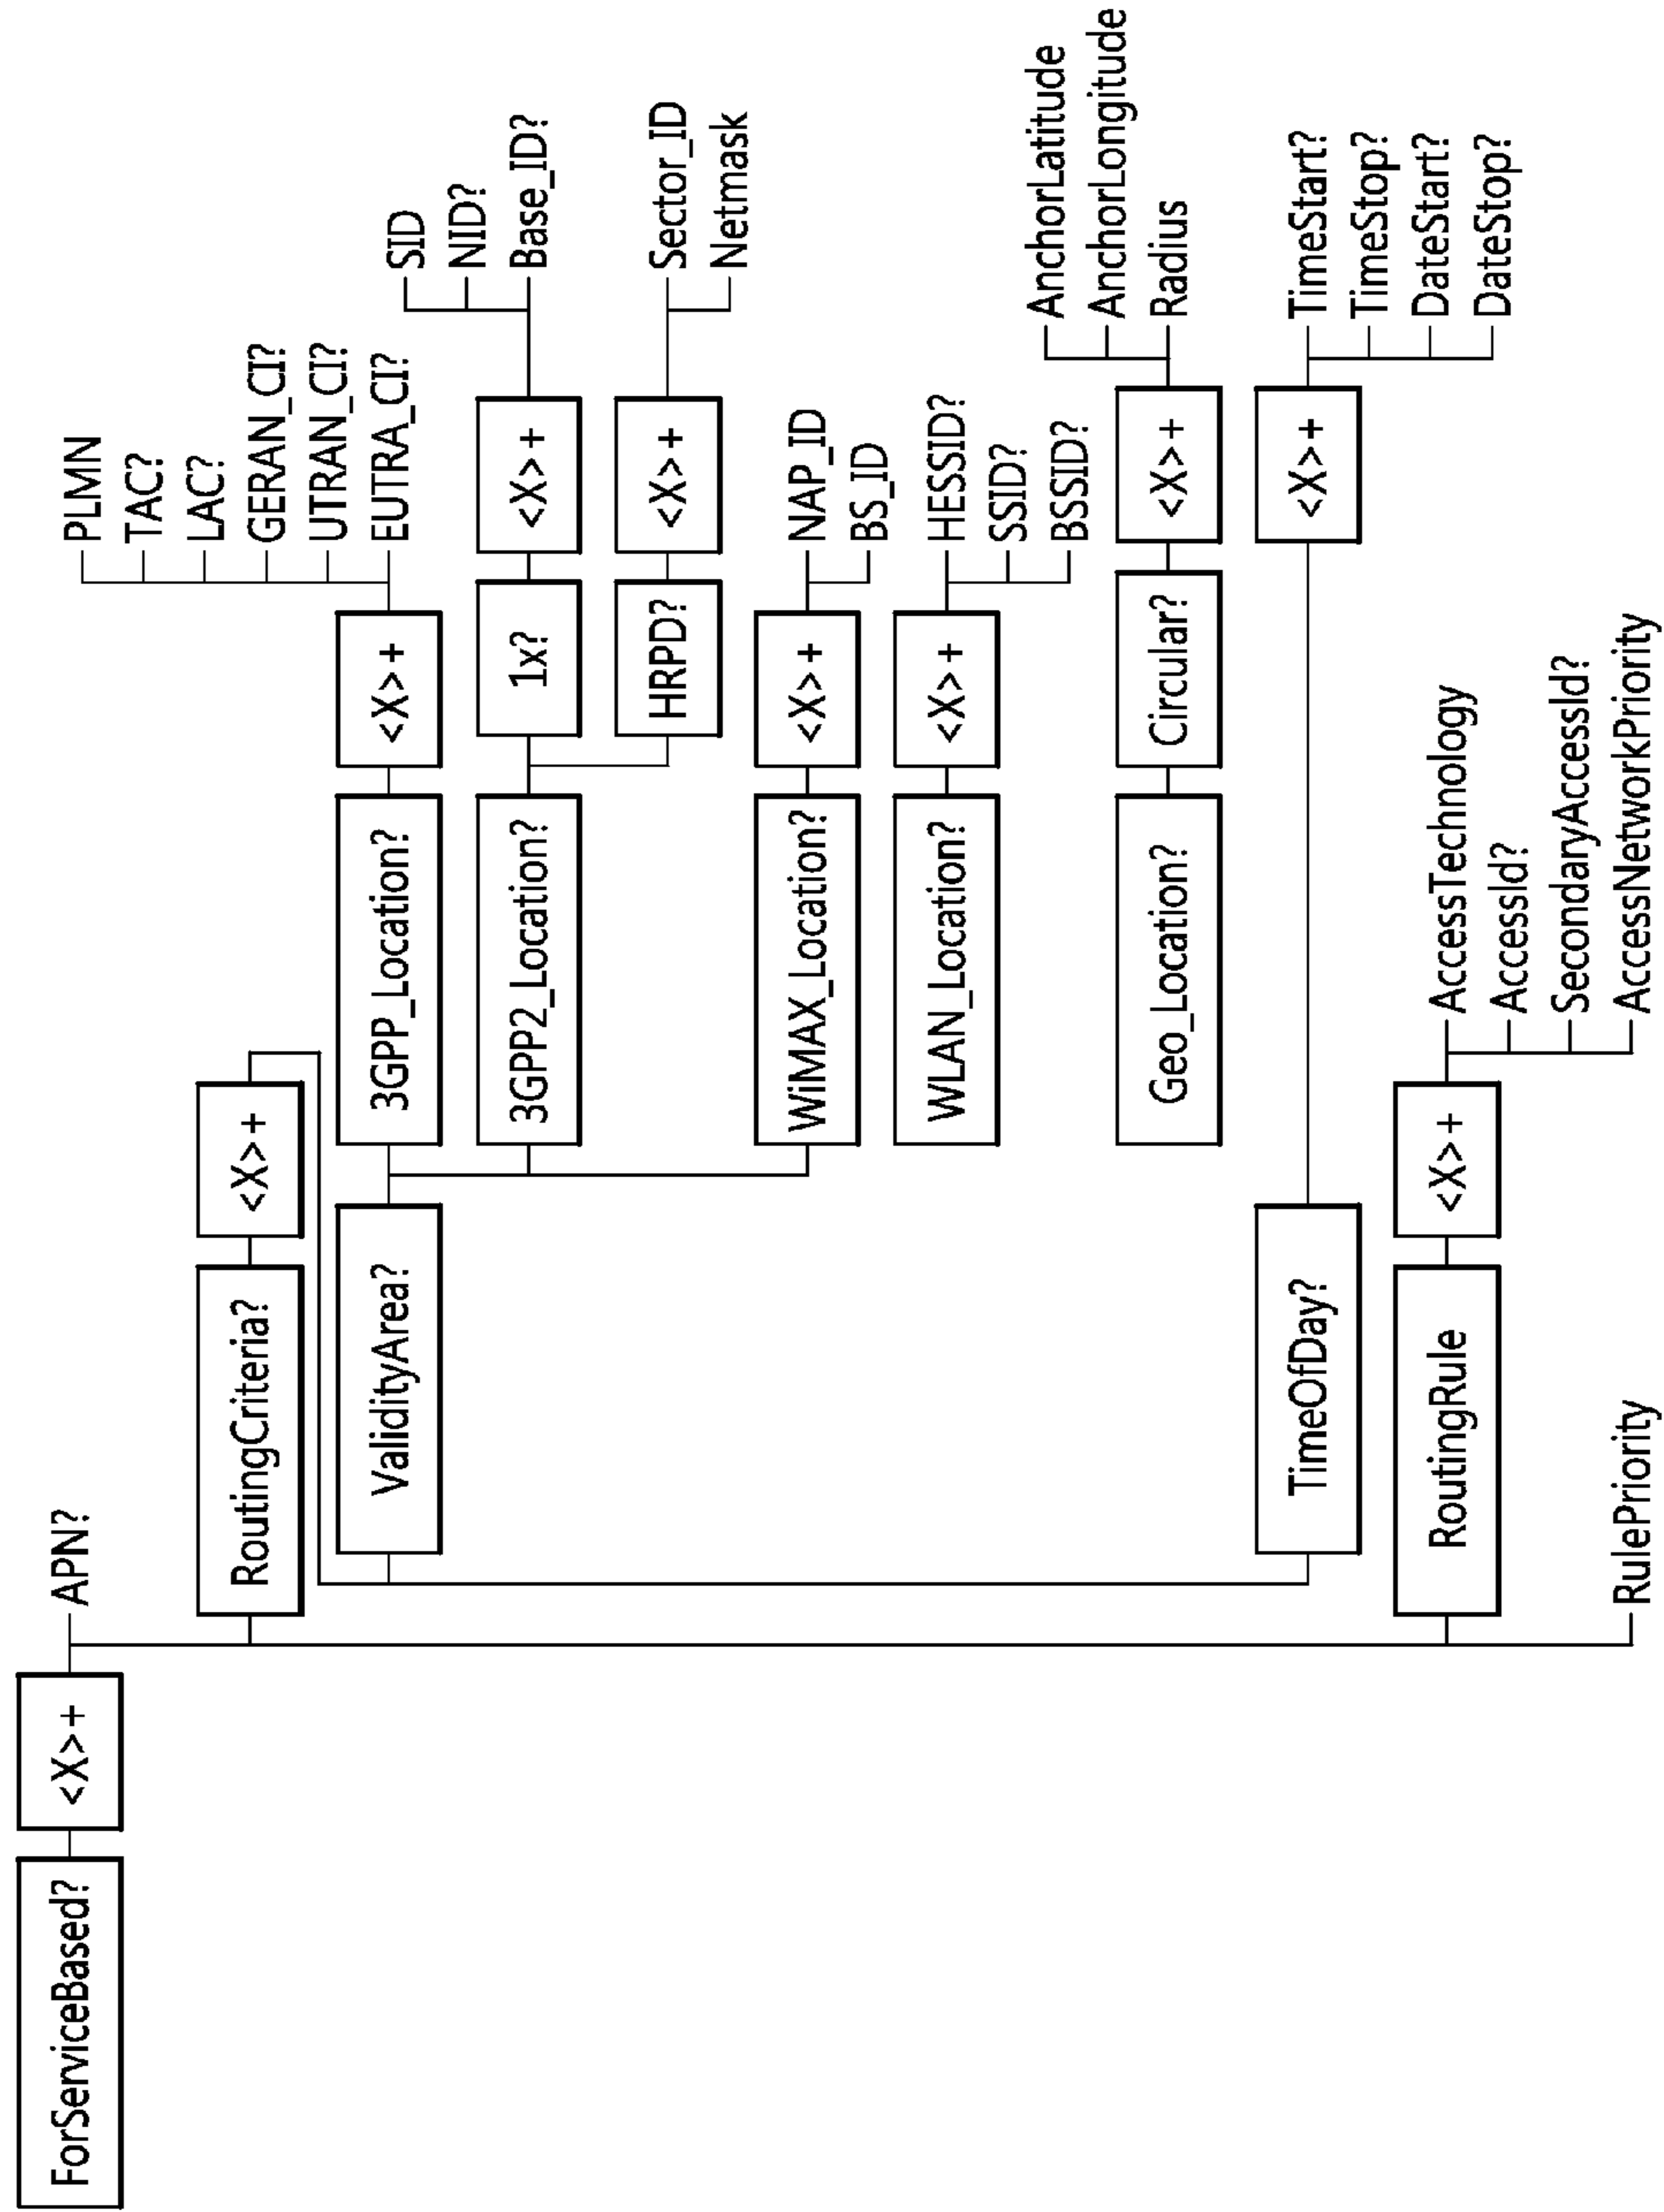 ForServiceBased?
<X>+
APN?
RoutingCriteria?
<X>+
ValidityArea?
3GPP_Location?
<X>+
PLMN
TAC?
LAC?
GERAN_CI?
UTRAN_CI?
EUTRA_CI?
3GPP2_Location?
1x?
<X>+
SID
NID?
Base_ID?
HRPD?
<X>+
Sector_ID
Netmask
WiMAX_Location?
<X>+
NAP_ID
BS_ID
WLAN_Location?
<X>+
HESSID?
SSID?
BSSID?
Geo_Location?
Circular?
<X>+
AnchorLatitude
AnchorLongitude
Radius
TimeOfDay?
<X>+
TimeStart?
TimeStop?
DateStart?
DateStop?
RoutingRule
<X>+
AccessTechnology
AccessId?
SecondaryAccessId?
AccessNetworkPriority
RulePriority